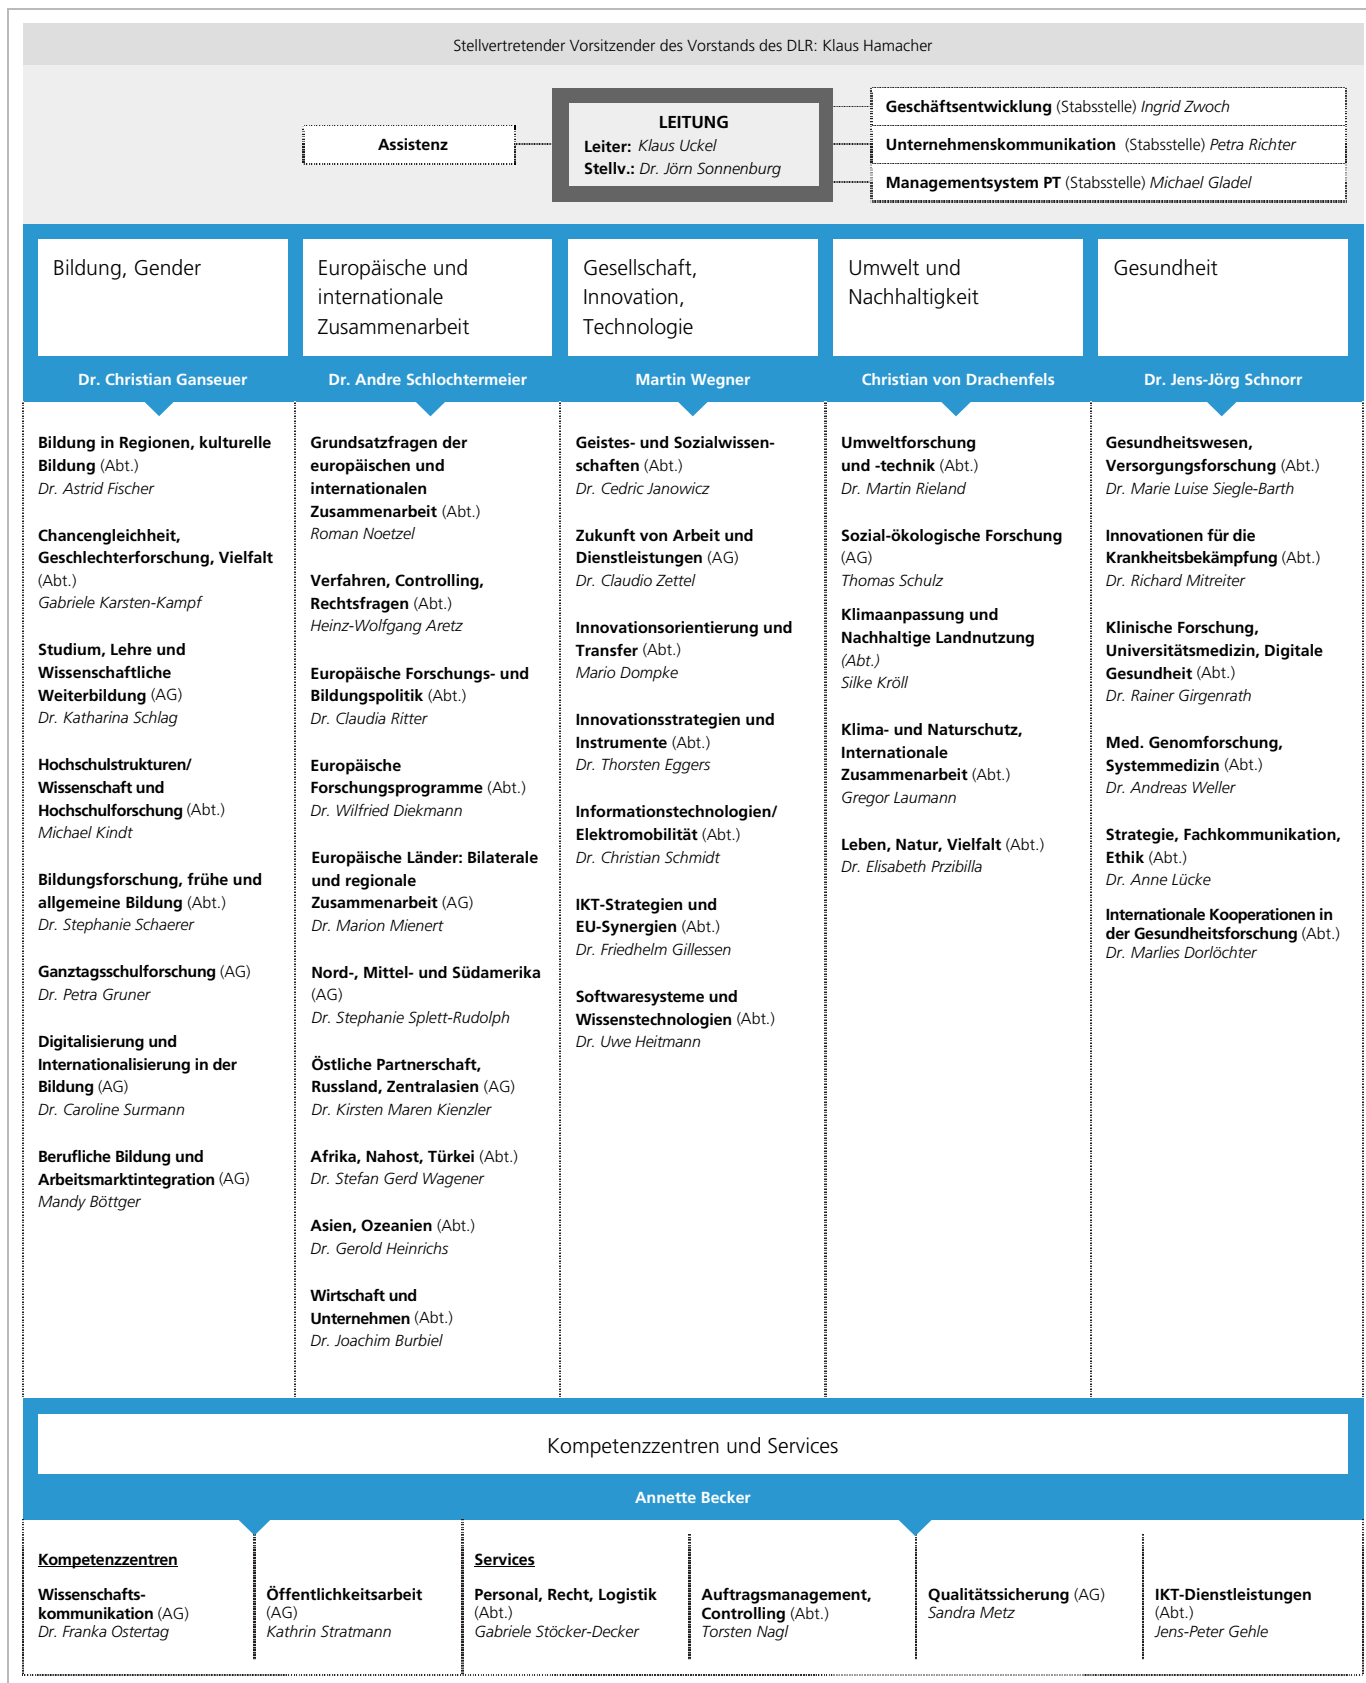 Stellvertretender Vorsitzender des Vorstands des DLR: Klaus Hamacher
Assistenz
LEITUNG
Leiter: Klaus Uckel
Stellv.: Dr. Jörn Sonnenburg
Geschäftsentwicklung (Stabsstelle) Ingrid Zwoch
Unternehmenskommunikation (Stabsstelle) Petra Richter
Managementsystem PT (Stabsstelle) Michael Gladel
Bildung, Gender
Dr. Christian Ganseuer
Bildung in Regionen, kulturelle
Bildung (Abt.)
Dr. Astrid Fischer
Chancengleichheit,
Geschlechterforschung, Vielfalt
(Abt.)
Gabriele Karsten-Kampf
Studium, Lehre und
Wissenschaftliche
Weiterbildung (AG)
Dr. Katharina Schlag
Hochschulstrukturen/
Wissenschaft und
Hochschulforschung (Abt.)
Michael Kindt
Bildungsforschung, frühe und
allgemeine Bildung (Abt.)
Dr. Stephanie Schaerer
Ganztagsschulforschung (AG)
Dr. Petra Gruner
Digitalisierung und
Internationalisierung in der
Bildung (AG)
Dr. Caroline Surmann
Berufliche Bildung und
Arbeitsmarktintegration (AG)
Mandy Böttger
Europäische und
internationale
Zusammenarbeit
Dr. Andre Schlochtermeier
Grundsatzfragen der
europäischen und
internationalen
Zusammenarbeit (Abt.)
Roman Noetzel
Verfahren, Controlling,
Rechtsfragen (Abt.)
Heinz-Wolfgang Aretz
Europäische Forschungs- und
Bildungspolitik (Abt.)
Dr. Claudia Ritter
Europäische
Forschungsprogramme (Abt.)
Dr. Wilfried Diekmann
Europäische Länder: Bilaterale
und regionale
Zusammenarbeit (AG)
Dr. Marion Mienert
Nord-, Mittel- und Südamerika
(AG)
Dr. Stephanie Splett-Rudolph
Östliche Partnerschaft,
Russland, Zentralasien (AG)
Dr. Kirsten Maren Kienzler
Afrika, Nahost, Türkei (Abt.)
Dr. Stefan Gerd Wagener
Asien, Ozeanien (Abt.)
Dr. Gerold Heinrichs
Wirtschaft und
Unternehmen (Abt.)
Dr. Joachim Burbiel
Gesellschaft,
Innovation,
Technologie
Martin Wegner
Geistes- und Sozialwissen-
schaften (Abt.)
Dr. Cedric Janowicz
Zukunft von Arbeit und
Dienstleistungen (AG)
Dr. Claudio Zettel
Innovationsorientierung und
Transfer (Abt.)
Mario Dompke
Innovationsstrategien und
Instrumente (Abt.)
Dr. Thorsten Eggers
Informationstechnologien/
Elektromobilität (Abt.)
Dr. Christian Schmidt
IKT-Strategien und
EU-Synergien (Abt.)
Dr. Friedhelm Gillessen
Softwaresysteme und
Wissenstechnologien (Abt.)
Dr. Uwe Heitmann
Umwelt und
Nachhaltigkeit
Christian von Drachenfels
Umweltforschung
und -technik (Abt.)
Dr. Martin Rieland
Sozial-ökologische Forschung
(AG)
Thomas Schulz
Klimaanpassung und
Nachhaltige Landnutzung
(Abt.)
Silke Kröll
Klima- und Naturschutz,
Internationale
Zusammenarbeit (Abt.)
Gregor Laumann
Leben, Natur, Vielfalt (Abt.)
Dr. Elisabeth Przibilla
Gesundheit
Dr. Jens-Jörg Schnorr
Gesundheitswesen,
Versorgungsforschung (Abt.)
Dr. Marie Luise Siegle-Barth
Innovationen für die
Krankheitsbekämpfung (Abt.)
Dr. Richard Mitreiter
Klinische Forschung,
Universitätsmedizin, Digitale
Gesundheit (Abt.)
Dr. Rainer Girgenrath
Med. Genomforschung,
Systemmedizin (Abt.)
Dr. Andreas Weller
Strategie, Fachkommunikation,
Ethik (Abt.)
Dr. Anne Lücke
Internationale Kooperationen in
der Gesundheitsforschung (Abt.)
Dr. Marlies Dorlöchter
Kompetenzzentren und Services
Annette Becker
Kompetenzzentren
Wissenschafts-
kommunikation (AG)
Dr. Franka Ostertag
Öffentlichkeitsarbeit
(AG)
Kathrin Stratmann
Services
Personal, Recht, Logistik
(Abt.)
Gabriele Stöcker-Decker
Auftragsmanagement,
Controlling (Abt.)
Torsten Nagl
Qualitätssicherung (AG)
Sandra Metz
IKT-Dienstleistungen
(Abt.)
Jens-Peter Gehle